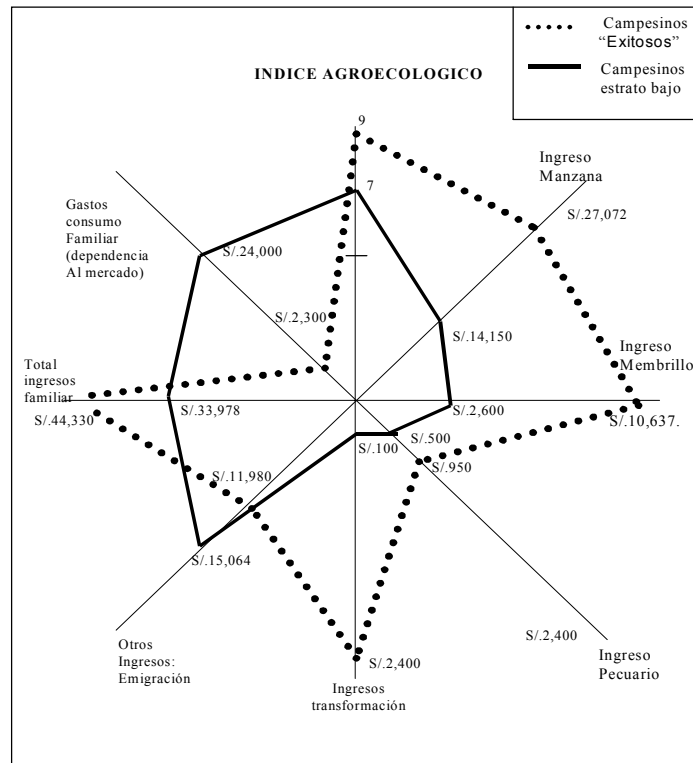 Campesinos
"Exitosos"
Campesinos
estrato bajo
INDICE AGROECOLOGICO
9
7
Ingreso
Manzana
S/.27,072
Gastos
consumo
Familiar
(dependencia
Al mercado)
S/.24,000
S/.2,300
S/.14,150
Ingreso
Membrillo
S/.10,637.
Total
ingresos
familiar
S/.44,330
S/.33,978
S/.2,600
S/.500
S/.100
S/.950
S/.11,980
S/.15,064
Otros
Ingresos:
Emigración
S/.2,400
Ingresos
transformación
S/.2,400
Ingreso
Pecuario